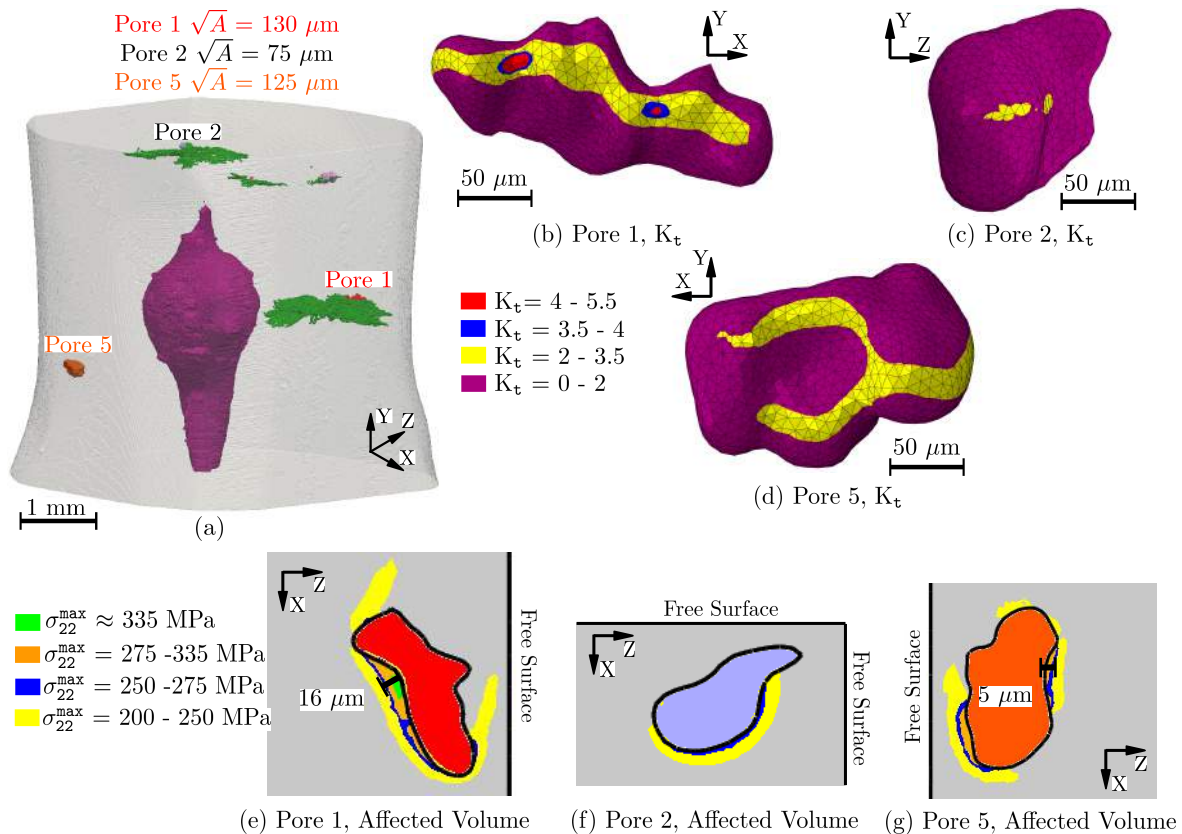 Pore 1 √A = 130 μm
Pore 2 √A = 75 μm
Pore 5 √A = 125 μm
Pore 2
Pore 1
Pore 5
Y
Z
X
1 mm
(a)
Y
X
50 μm
(b) Pore 1, Kt
Y
Z
50 μm
(c) Pore 2, Kt
Kt= 4 - 5.5
Kt = 3.5 - 4
Kt = 2 - 3.5
Kt = 0 - 2
Y
X
50 μm
(d) Pore 5, Kt
σ22max ≈ 335 MPa
σ22max = 275 -335 MPa
σ22max = 250 -275 MPa
σ22max = 200 - 250 MPa
Z
X
16 μm
Free Surface
(e) Pore 1, Affected Volume
Free Surface
Z
X
Free Surface
(f) Pore 2, Affected Volume
Free Surface
5 μm
Z
X
(g) Pore 5, Affected Volume